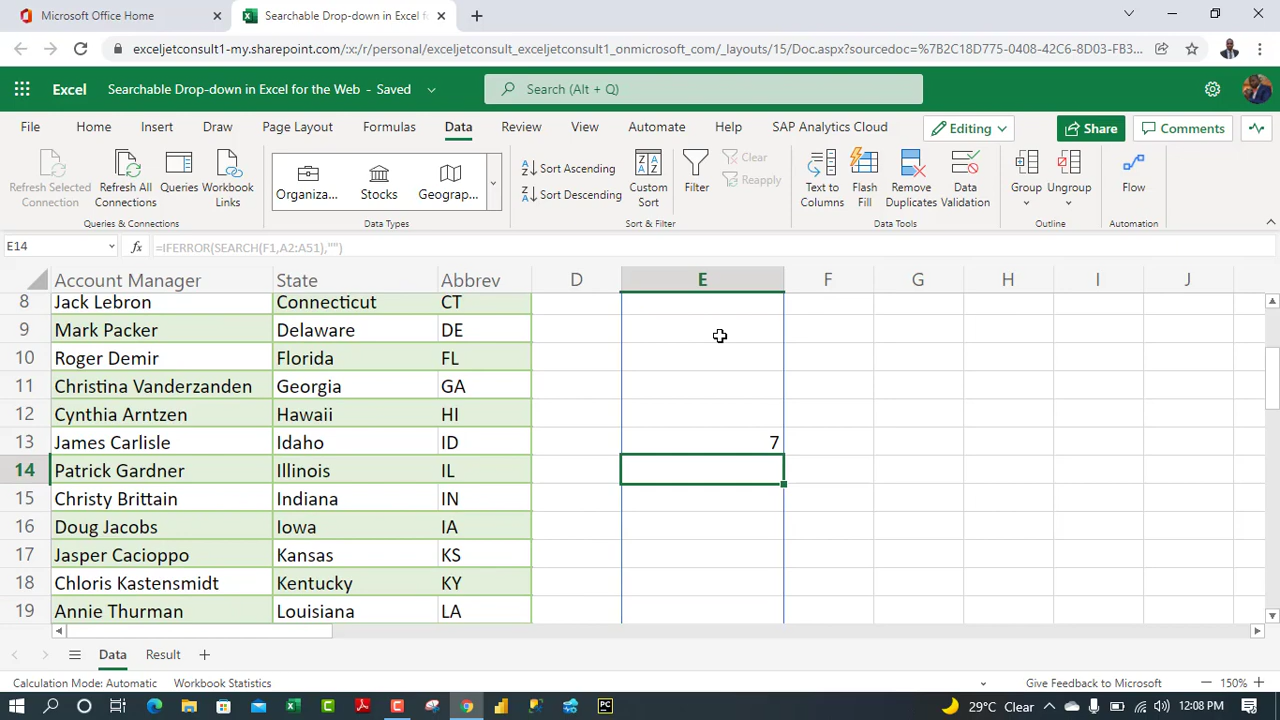 Microsoft Office Home
Searchable Drop-down in Excel f
exceljetconsult1-my.sharepoint.com/:x:/r/personal/exceljetconsult_exceljetconsult1_onmicrosoft_com/_layouts/15/Doc.aspx?sourcedoc=%7B2C18D775-0408-42C6-8D03-FB3...
Excel
Searchable Drop-down in Excel for the Web - Saved
Search (Alt + Q)
File Home Insert Draw Page Layout Formulas Data Review View Automate Help SAP Analytics Cloud
Editing
Share
Comments
Refresh Selected Connection
Refresh All Connections
Queries
Workbook Links
Organiza...
Stocks
Geograp...
Sort Ascending
Sort Descending
Custom Sort
Filter
Clear
Reapply
Text to Columns
Flash Fill
Remove Duplicates
Data Validation
Group
Ungroup
Flow
Queries & Connections
Data Types
Sort & Filter
Data Tools
Outline
Automation
E14
fx
=IFERROR(SEARCH(F1,A2:A51),"")
Account Manager State Abbrev D E F G H I J
8 Jack Lebron Connecticut CT
9 Mark Packer Delaware DE
10 Roger Demir Florida FL
11 Christina Vanderzanden Georgia GA
12 Cynthia Arntzen Hawaii HI
13 James Carlisle Idaho ID 7
14 Patrick Gardner Illinois IL
15 Christy Brittain Indiana IN
16 Doug Jacobs Iowa IA
17 Jasper Cacioppo Kansas KS
18 Chloris Kastensmidt Kentucky KY
19 Annie Thurman Louisiana LA
Data
Result
Calculation Mode: Automatic
Workbook Statistics
Give Feedback to Microsoft
150%
29°C Clear
12:08 PM